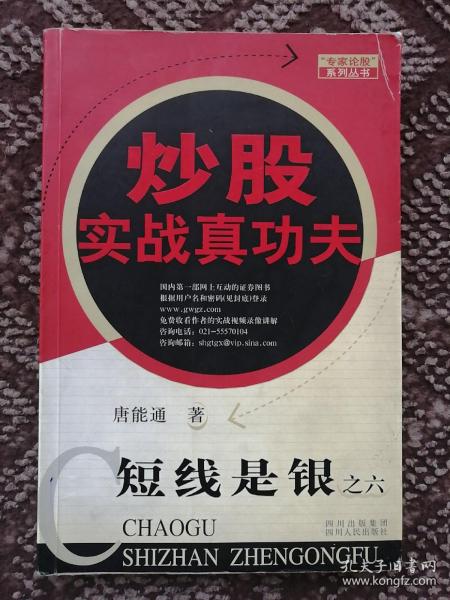 “专家论股”
系列丛书
炒股
实战真功夫
国内第一部网上互动的证券图书
根据用户名和密码(见封底)登录
www.gwgz.com
免费收看作者的实战视频录像讲解
咨询电话：021-55570104
咨询邮箱：shgtgx@vip.sina.com
唐能通 著
短线是银之六
四川出版集团
四川人民出版社
CHAOGU
SHIZHAN ZHENGONGFU
孔夫子旧书网
www.kongfz.com